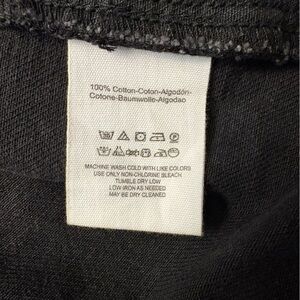 100% Cotton-Coton-Algodón-
Cotone-Baumwolle-Algodao
MACHINE WASH COLD WITH LIKE COLORS
USE ONLY NON-CHLORINE BLEACH
TUMBLE DRY LOW
LOW IRON AS NEEDED
MAY BE DRY CLEANED